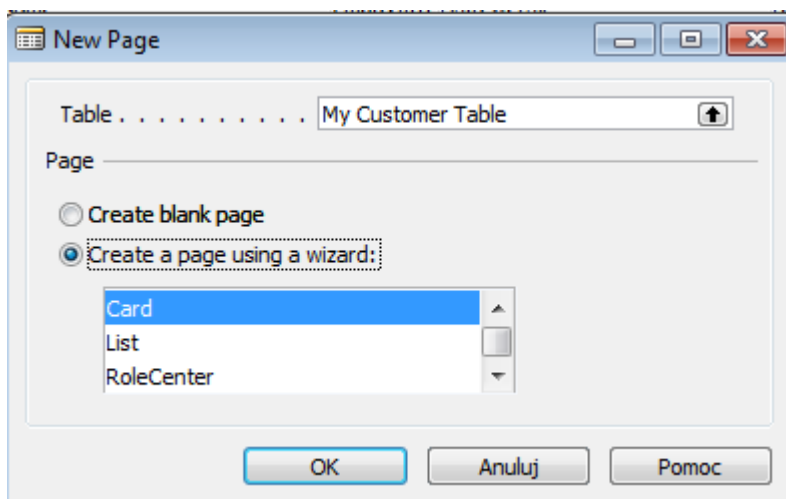 New Page
Table . . . . . . . . . . My Customer Table
Page
Create blank page
Create a page using a wizard:
Card
List
RoleCenter
OK Anuluj Pomoc